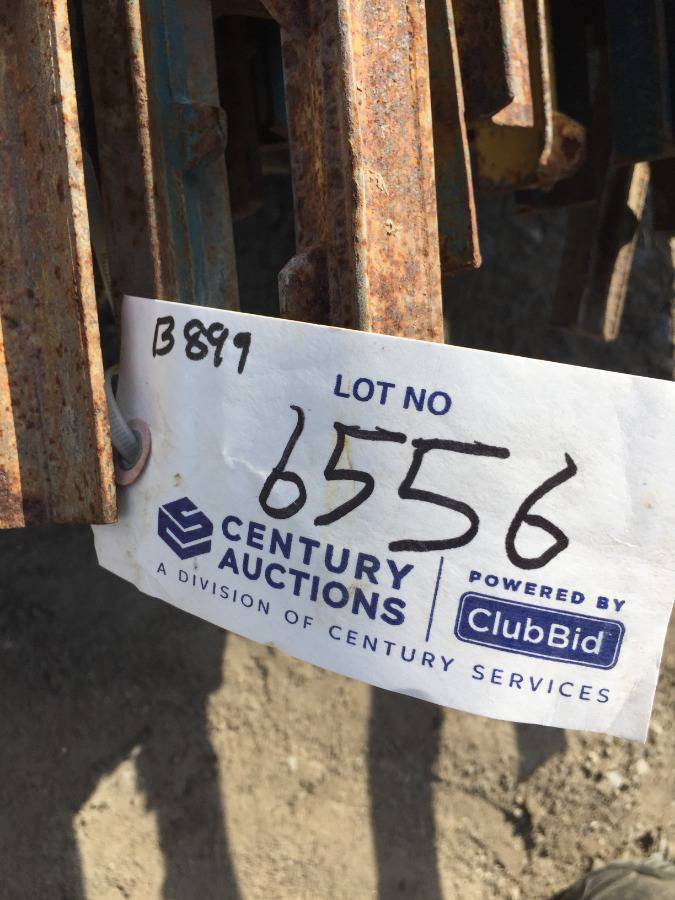 B899
LOT NO
6556
CENTURY
AUCTIONS
A DIVISION OF CENTURY SERVICES
POWERED BY
ClubBid